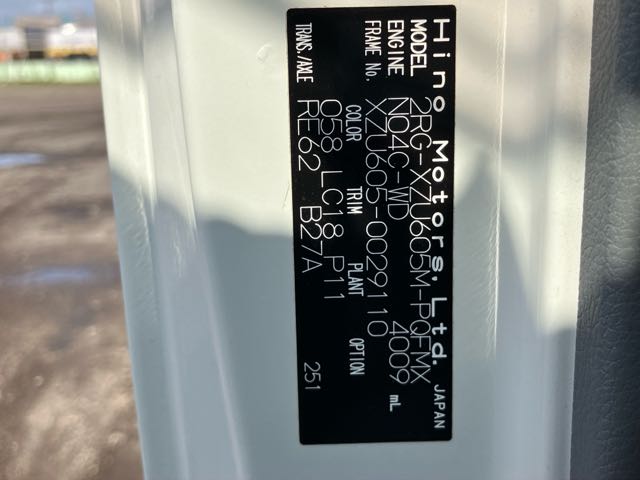 Hino Motors, Ltd. JAPAN
MODEL 2RG-XZU605M-PQFMX
ENGINE N04C-WD 4009 mL
FRAME No. XZU605-0029110
COLOR TRIM PLANT OPTION
058 LC18 P11
TRANS./AXLE RE62 B27A 251